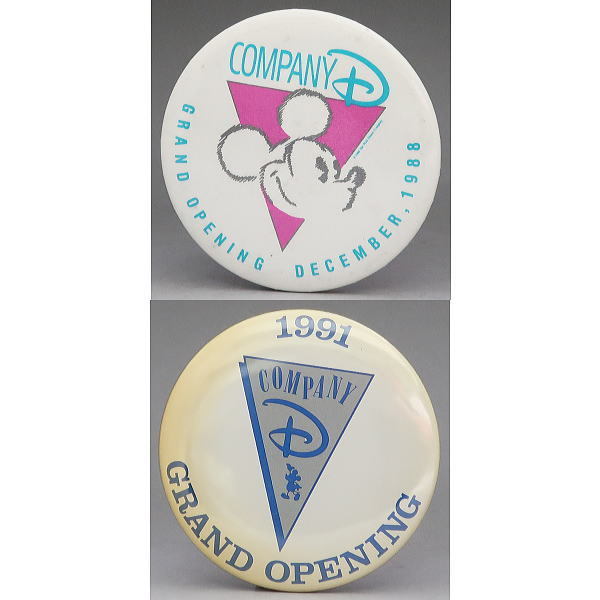 COMPANY D
GRAND OPENING DECEMBER, 1988
1991
COMPANY
D
GRAND OPENING